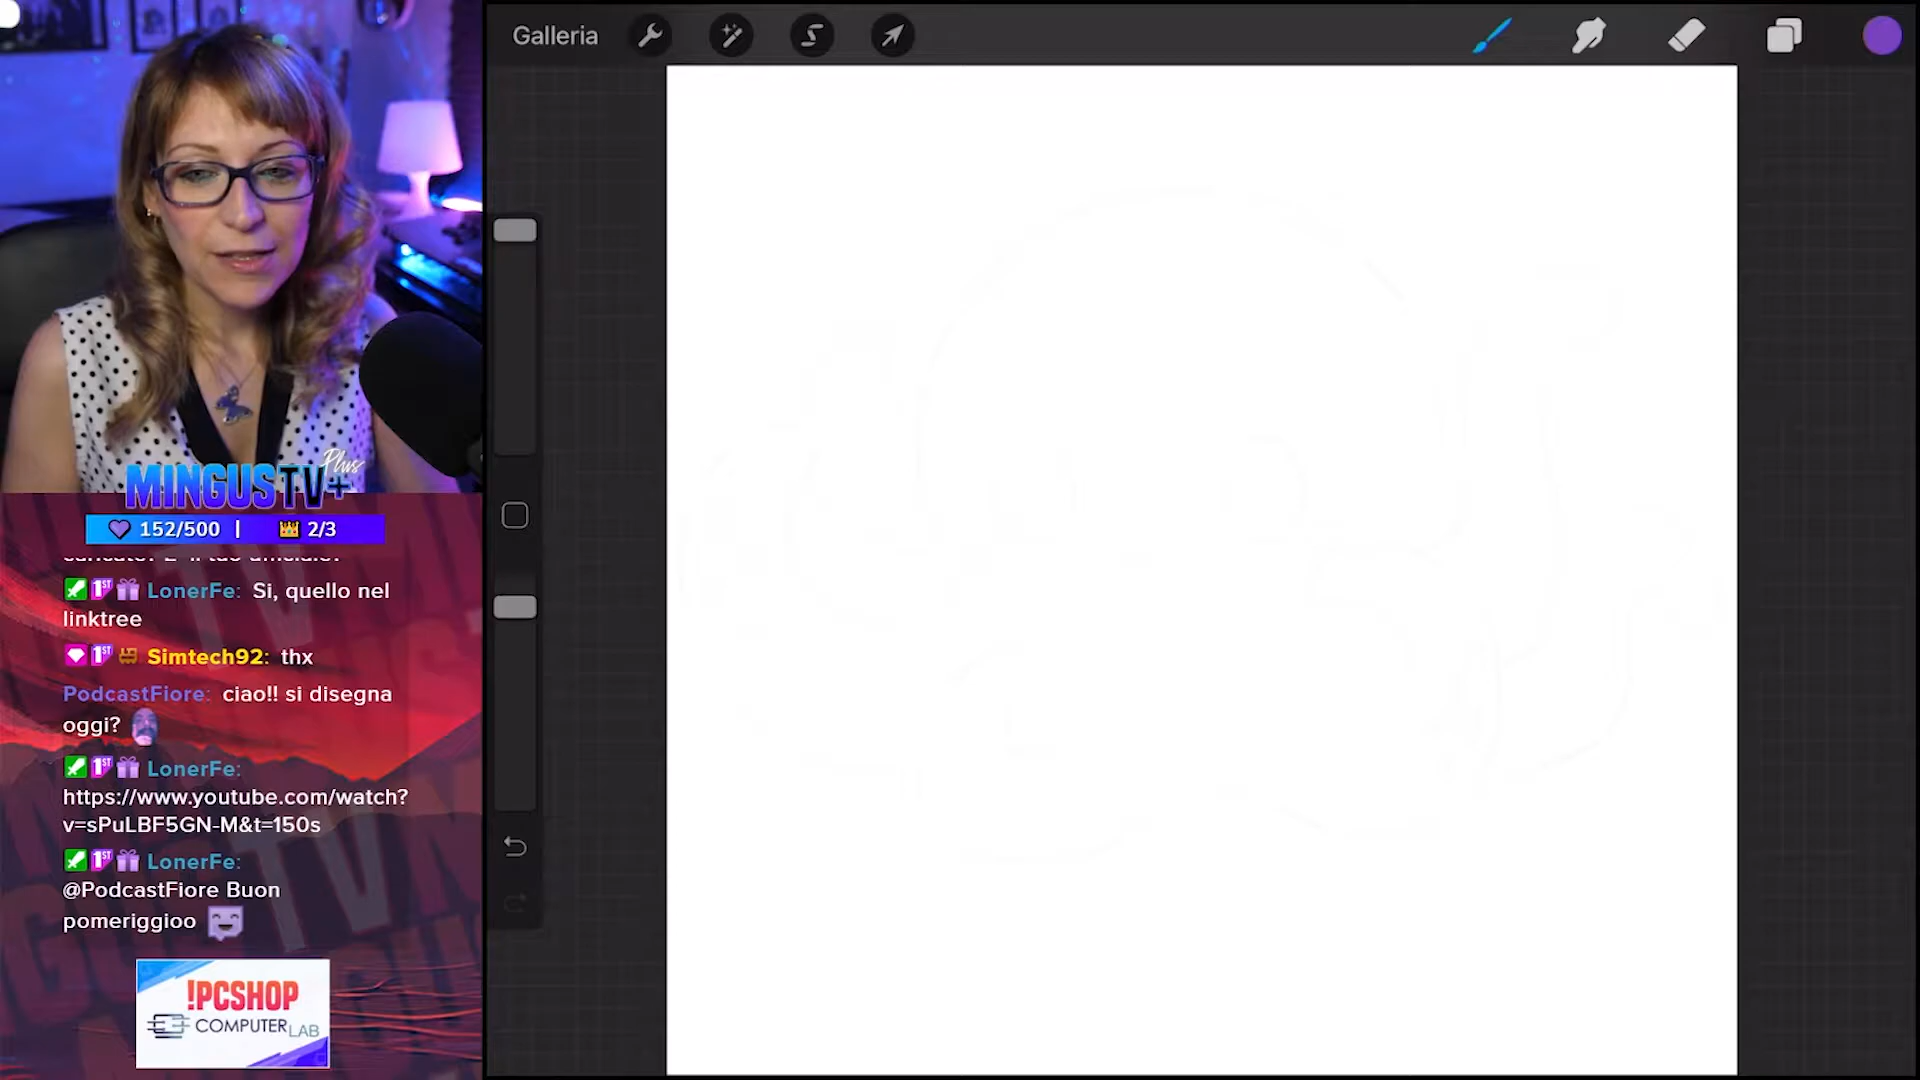 Galleria
MINGUSTV+
Plus
152/500 | 2/3
LonerFe: Si, quello nel
linktree
Simtech92: thx
PodcastFiore: ciao!! si disegna
oggi?
LonerFe:
https://www.youtube.com/watch?
v=sPuLBF5GN-M&t=150s
LonerFe:
@PodcastFiore Buon
pomeriggioo
!PCSHOP
COMPUTER LAB